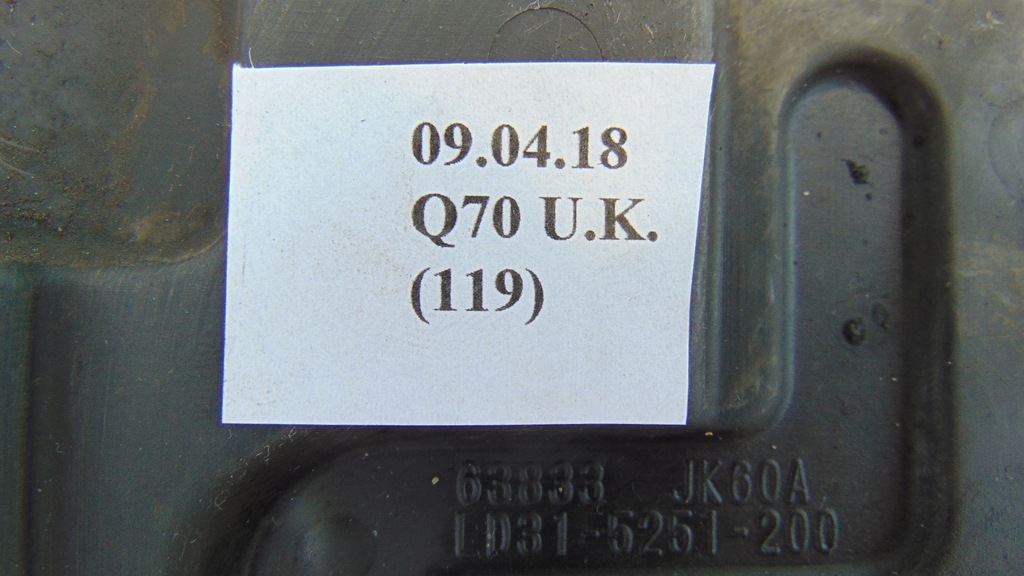 09.04.18
Q70 U.K.
(119)
63833 JK60A
LD31-5251-200